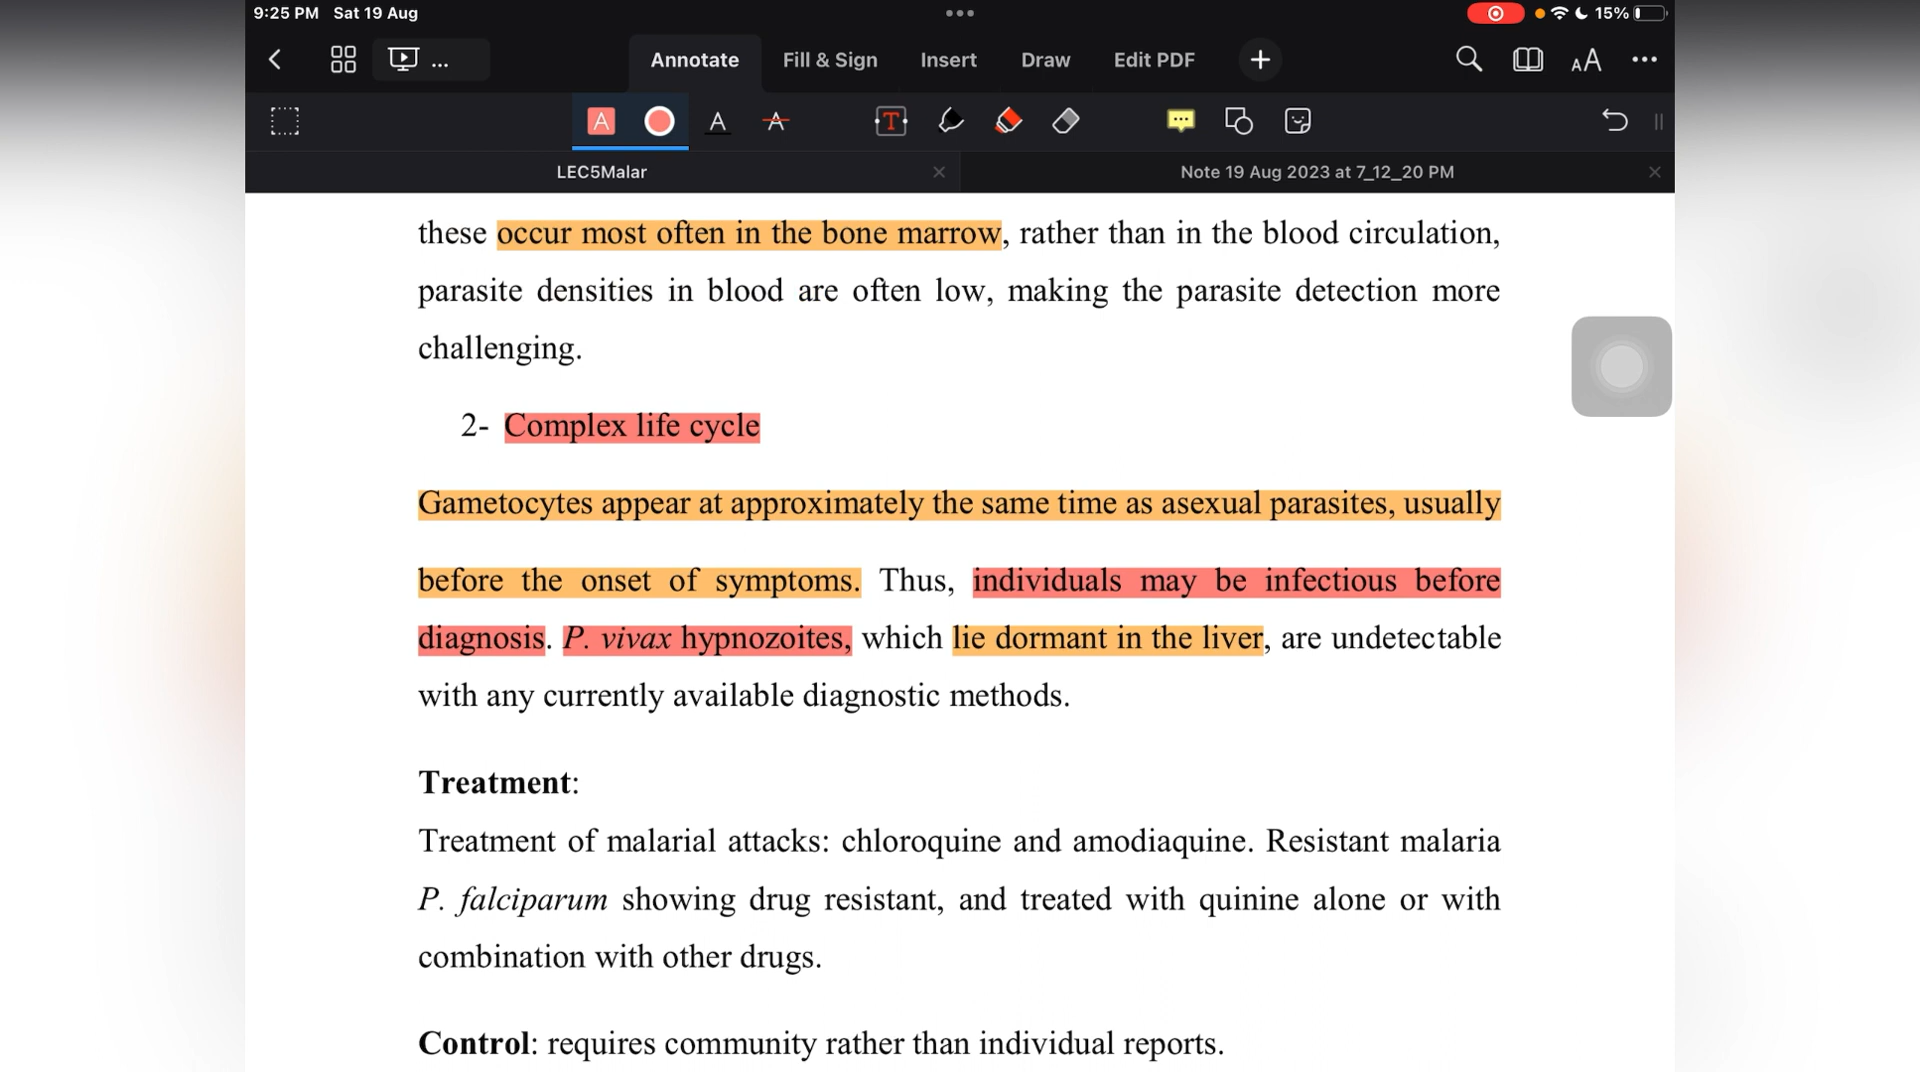 9:25 PM Sat 19 Aug
15%
...
Annotate
Fill & Sign
Insert
Draw
Edit PDF
AA
A
A
A
T
LEC5Malar
Note 19 Aug 2023 at 7_12_20 PM
these occur most often in the bone marrow, rather than in the blood circulation,
parasite densities in blood are often low, making the parasite detection more
challenging.
2- Complex life cycle
Gametocytes appear at approximately the same time as asexual parasites, usually
before the onset of symptoms. Thus, individuals may be infectious before
diagnosis. P. vivax hypnozoites, which lie dormant in the liver, are undetectable
with any currently available diagnostic methods.
Treatment:
Treatment of malarial attacks: chloroquine and amodiaquine. Resistant malaria
P. falciparum showing drug resistant, and treated with quinine alone or with
combination with other drugs.
Control: requires community rather than individual reports.